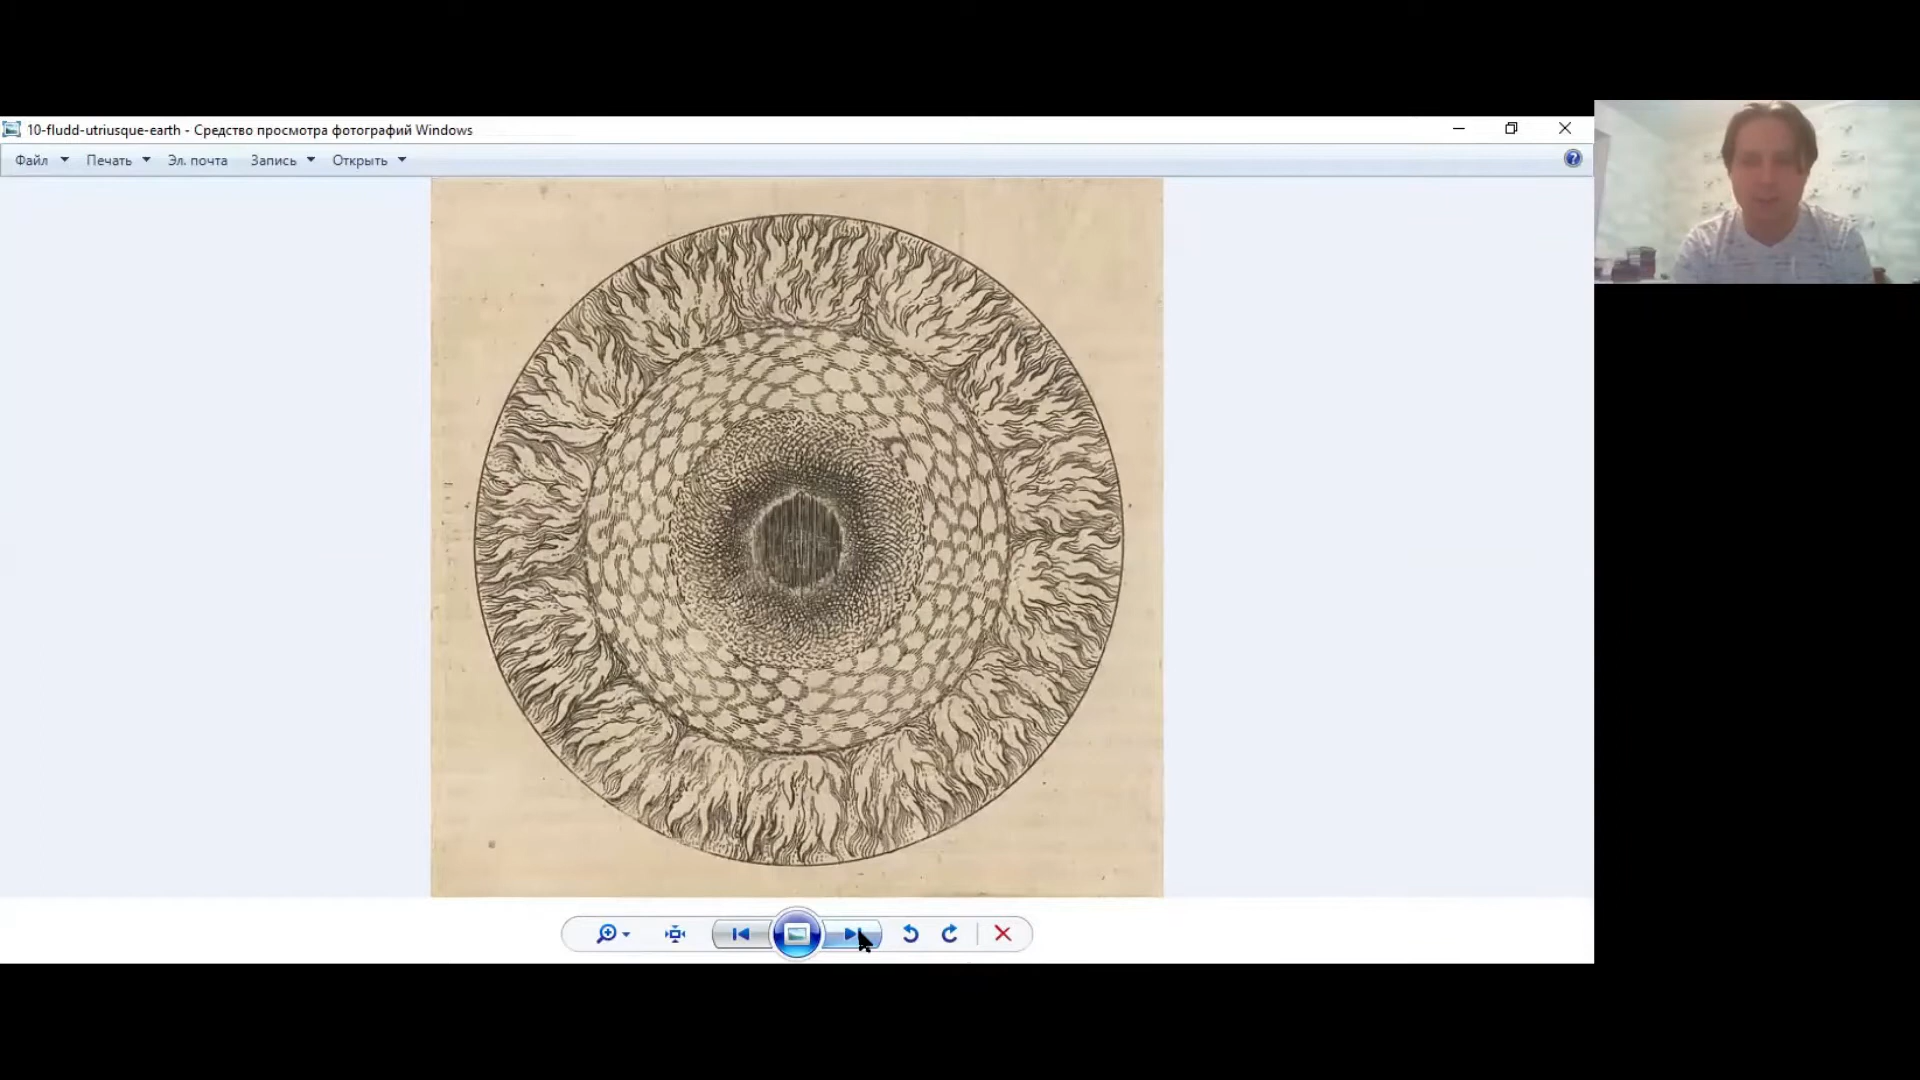 10-fludd-utriusque-earth - Средство просмотра фотографий Windows
Файл Печать Эл. почта Запись Открыть